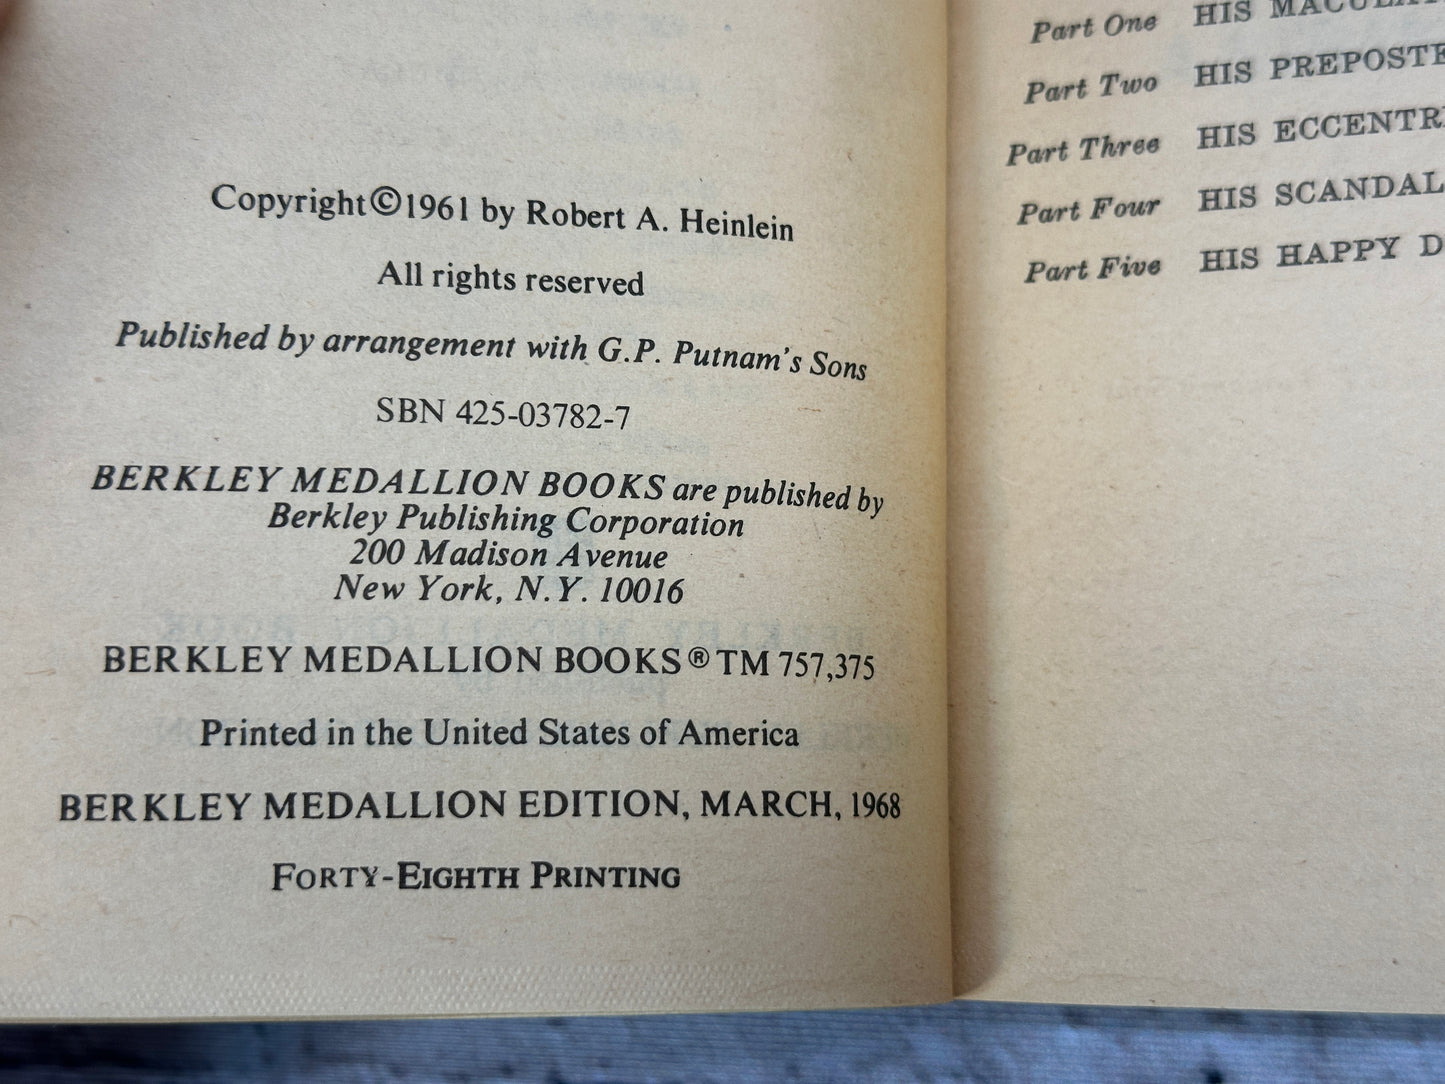 Copyright©1961 by Robert A. Heinlein
All rights reserved
Published by arrangement with G.P. Putnam's Sons
SBN 425-03782-7
BERKLEY MEDALLION BOOKS are published by
Berkley Publishing Corporation
200 Madison Avenue
New York, N.Y. 10016
BERKLEY MEDALLION BOOKS® TM 757,375
Printed in the United States of America
BERKLEY MEDALLION EDITION, MARCH, 1968
FORTY-EIGHTH PRINTING
Part One HIS
Part Two HIS PREPOSTE
Part Three HIS ECCENTR
Part Four HIS SCANDAL
Part Five HIS HAPPY D